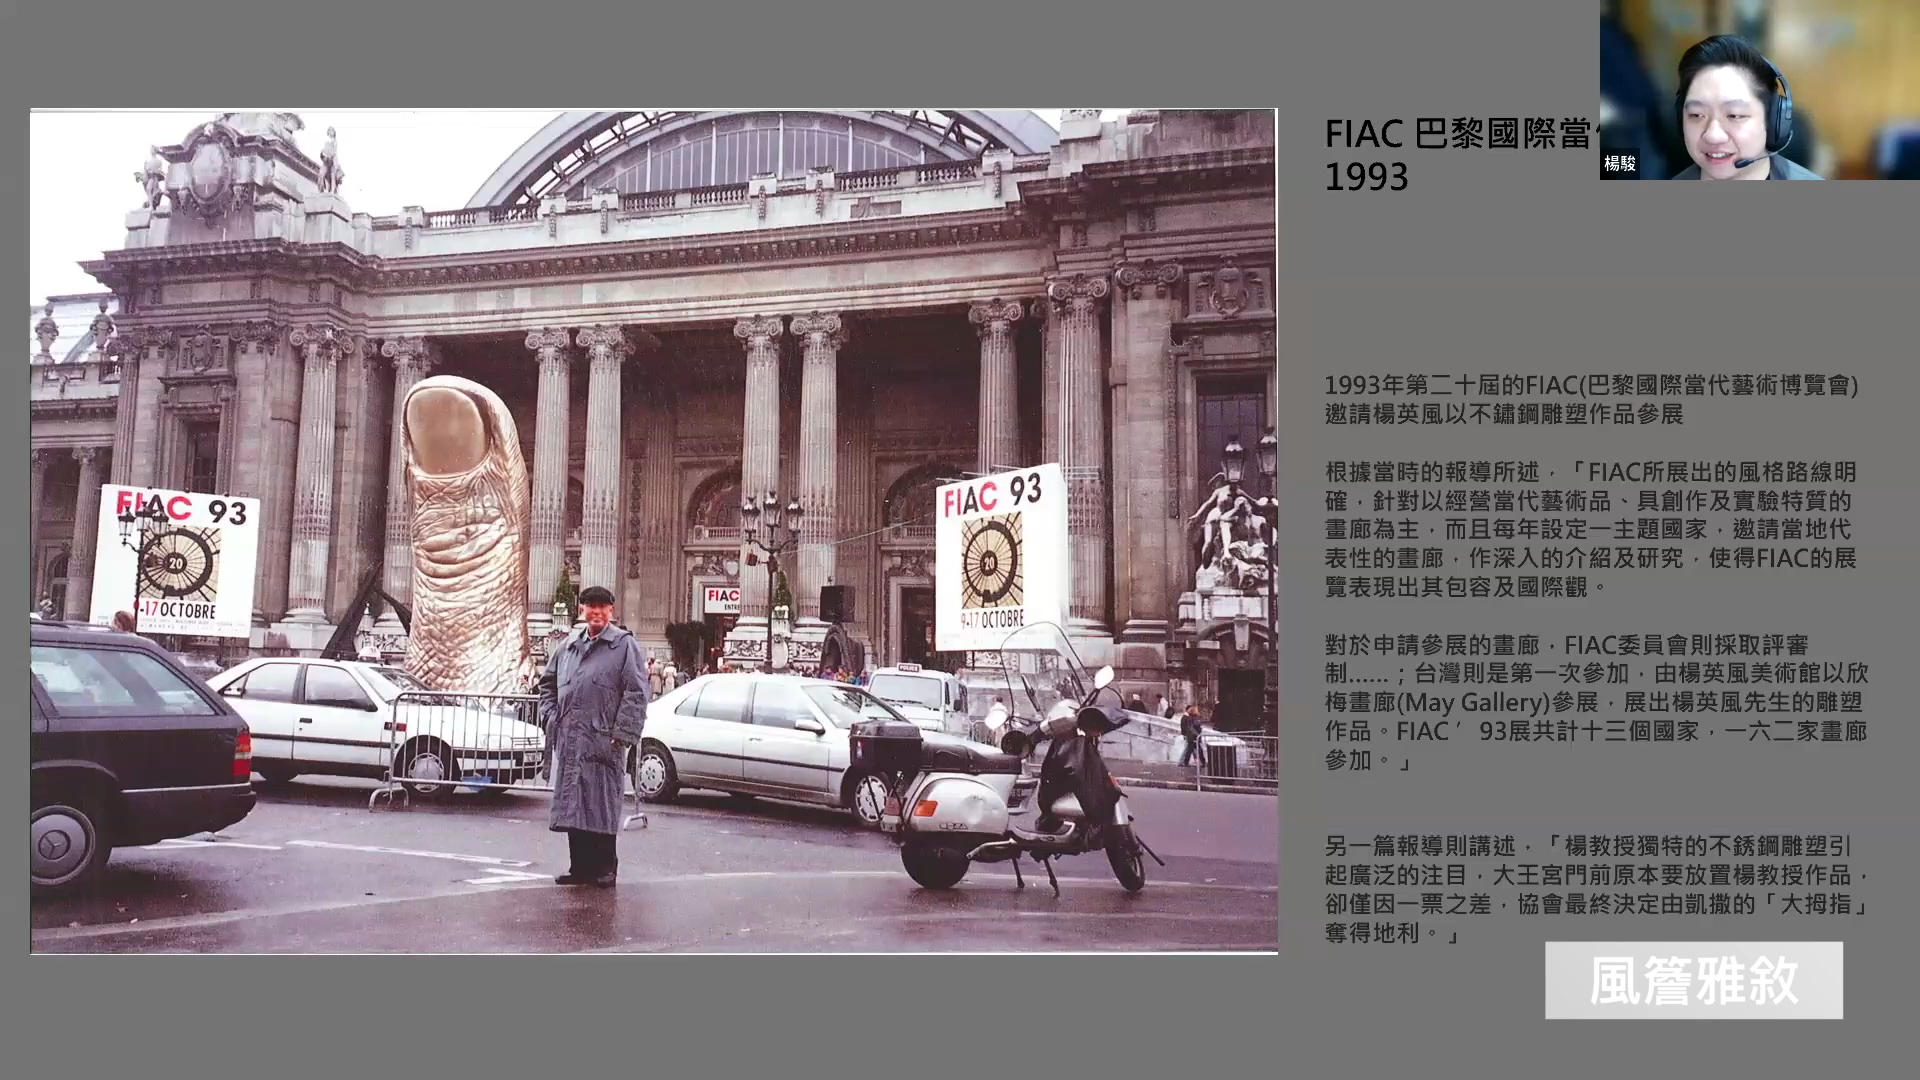 FIAC 巴黎國際當
1993
楊駿
1993年第二十屆的FIAC(巴黎國際當代藝術博覽會)
邀請楊英風以不鏽鋼雕塑作品參展
根據當時的報導所述，「FIAC所展出的風格路線明
確，針對以經營當代藝術品、具創作及實驗特質的
畫廊為主，而且每年設定一主題國家，邀請當地代
表性的畫廊，作深入的介紹及研究，使得FIAC的展
覽表現出其包容及國際觀。
對於申請參展的畫廊，FIAC委員會則採取評審
制……；台灣則是第一次參加，由楊英風美術館以欣
梅畫廊(May Gallery)參展，展出楊英風先生的雕塑
作品。FIAC＇93展共計十三個國家，一六二家畫廊
參加。」
另一篇報導則講述，「楊教授獨特的不銹鋼雕塑引
起廣泛的注目，大王宮門前原本要放置楊教授作品，
卻僅因一票之差，協會最終決定由凱撒的「大拇指」
奪得地利。」
風簷雅敘
FIAC 93
20
-17 OCTOBRE
FIAC
FIAC 93
20
9-17 OCTOBRE
POLICE